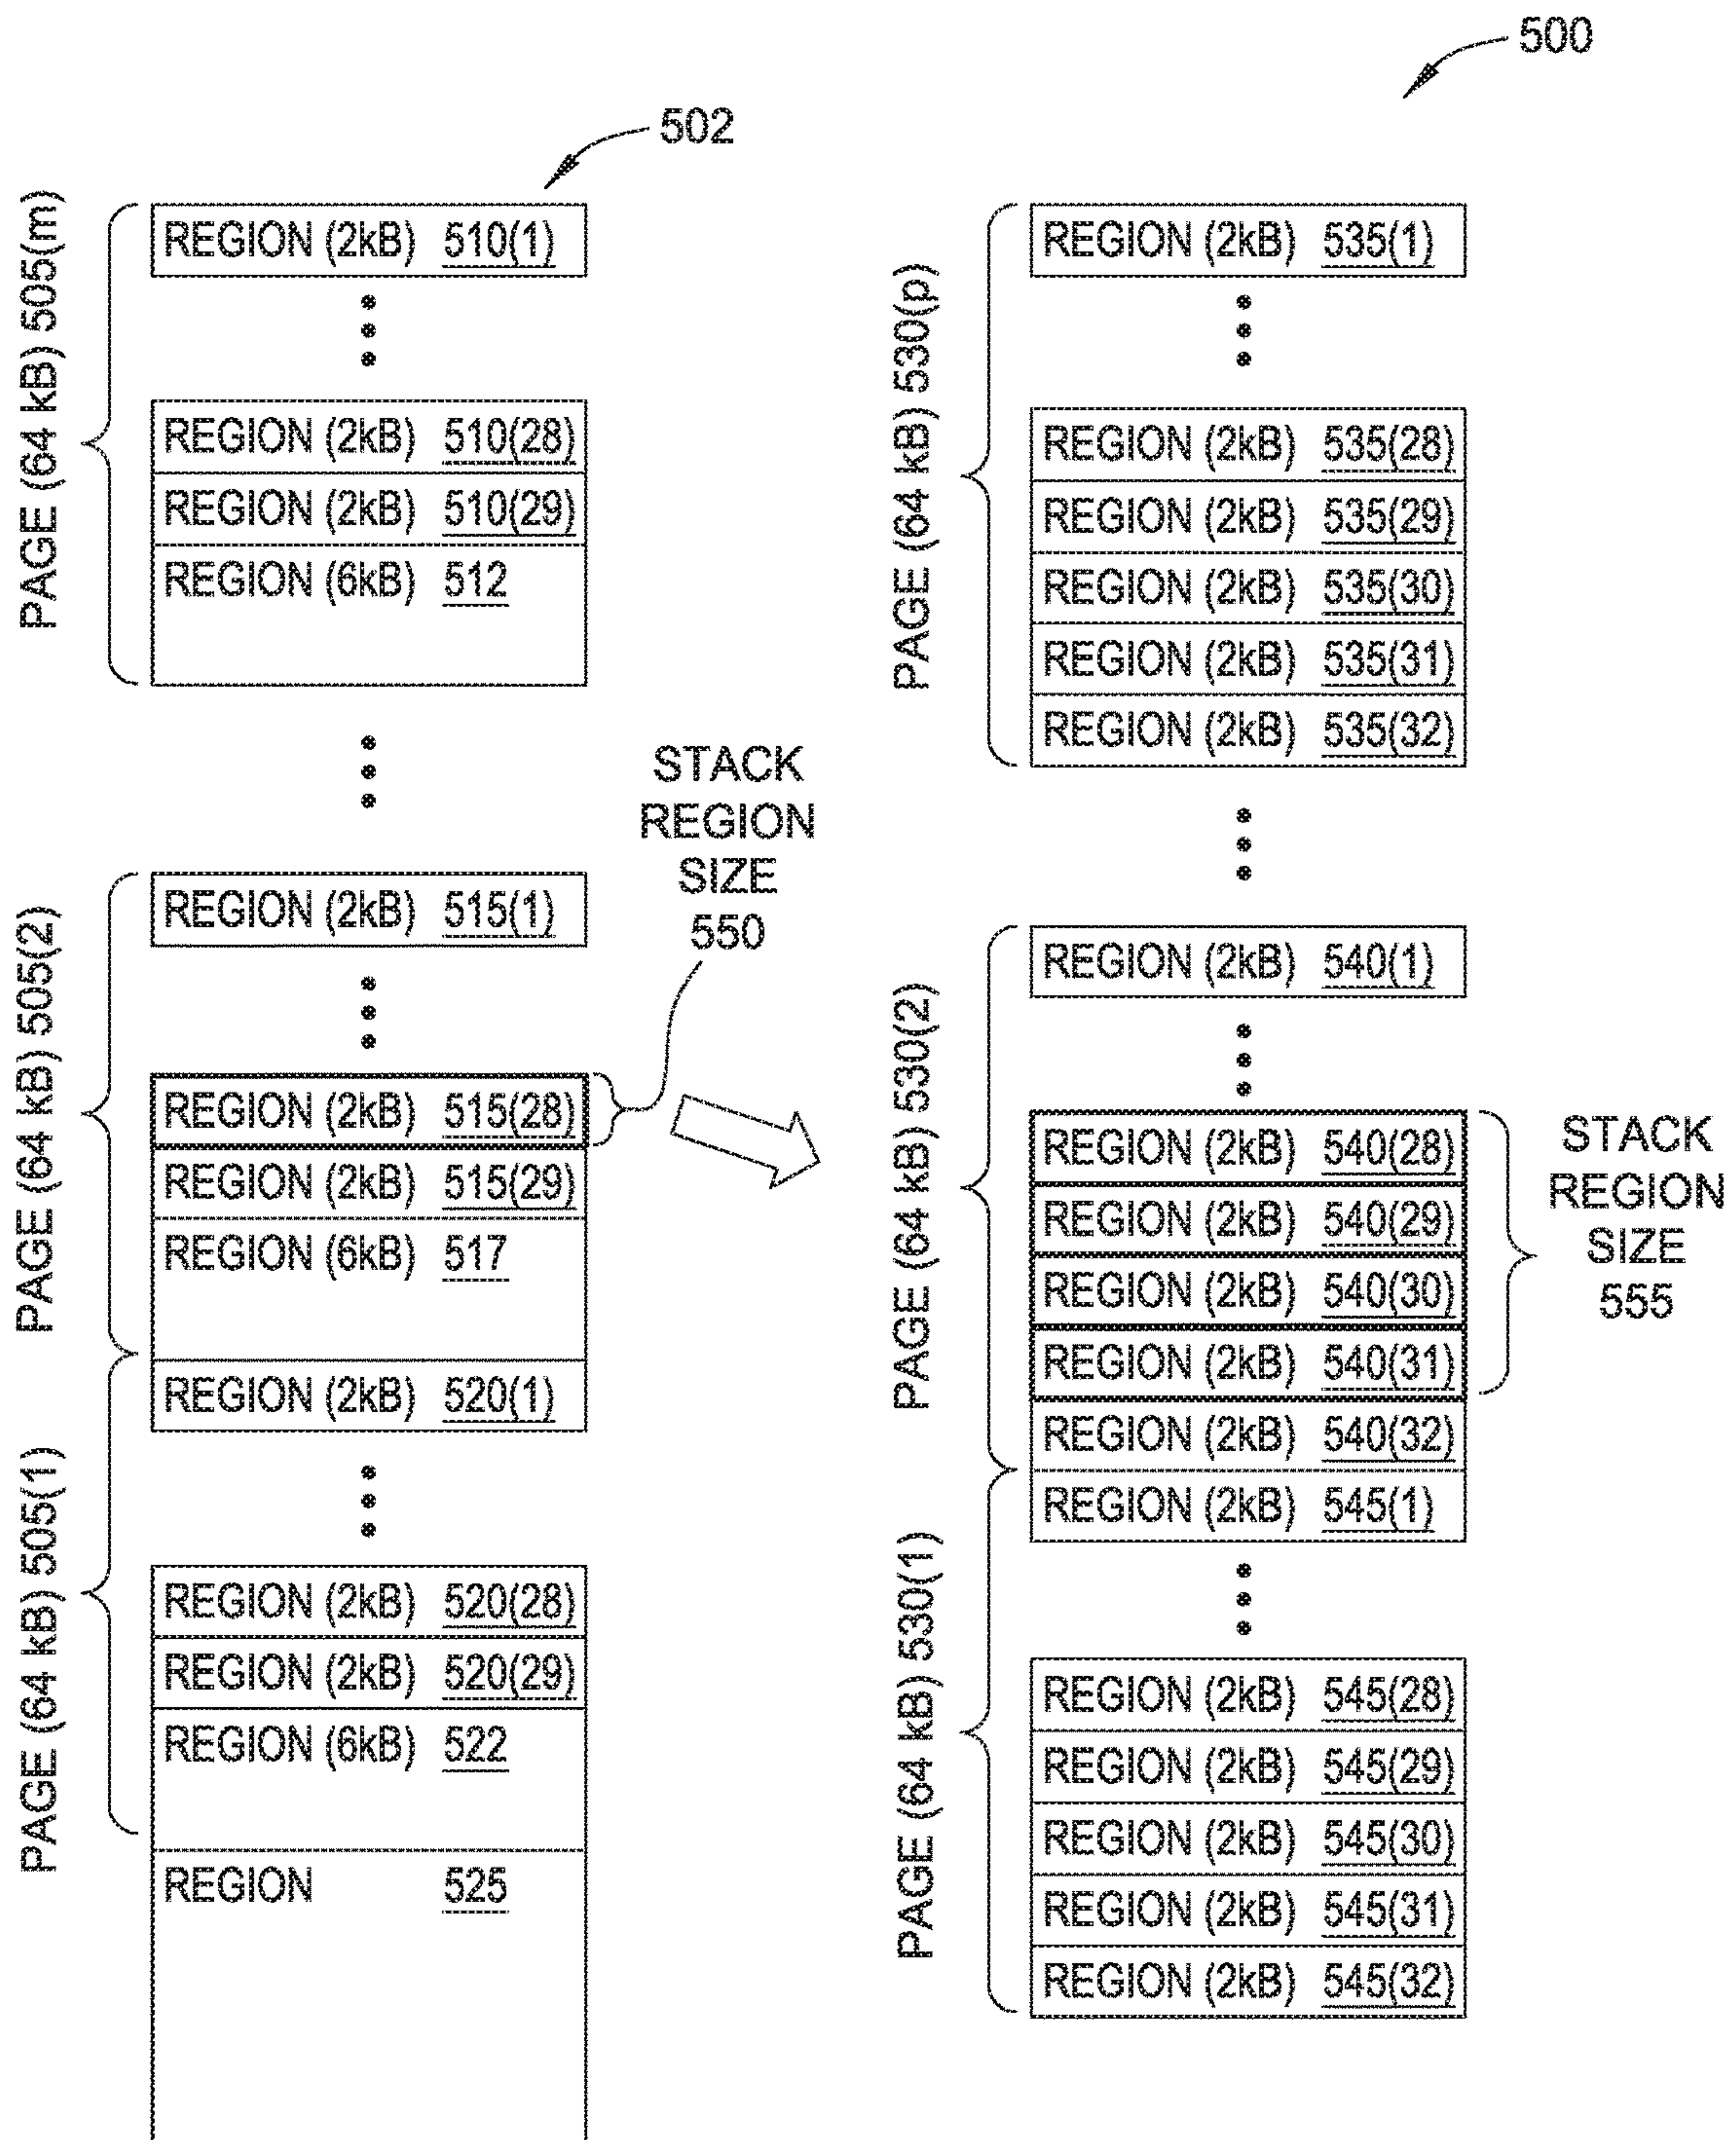 500
502
PAGE (64 kB) 505(m)
REGION (2kB) 510(1)
REGION (2kB) 510(28)
REGION (2kB) 510(29)
REGION (6kB) 512
PAGE (64 kB) 505(2)
REGION (2kB) 515(1)
REGION (2kB) 515(28)
REGION (2kB) 515(29)
REGION (6kB) 517
STACK
REGION
SIZE
550
PAGE (64 kB) 505(1)
REGION (2kB) 520(1)
REGION (2kB) 520(28)
REGION (2kB) 520(29)
REGION (6kB) 522
REGION 525
PAGE (64 kB) 530(p)
REGION (2kB) 535(1)
REGION (2kB) 535(28)
REGION (2kB) 535(29)
REGION (2kB) 535(30)
REGION (2kB) 535(31)
REGION (2kB) 535(32)
PAGE (64 kB) 530(2)
REGION (2kB) 540(1)
REGION (2kB) 540(28)
REGION (2kB) 540(29)
REGION (2kB) 540(30)
REGION (2kB) 540(31)
REGION (2kB) 540(32)
STACK
REGION
SIZE
555
PAGE (64 kB) 530(1)
REGION (2kB) 545(1)
REGION (2kB) 545(28)
REGION (2kB) 545(29)
REGION (2kB) 545(30)
REGION (2kB) 545(31)
REGION (2kB) 545(32)